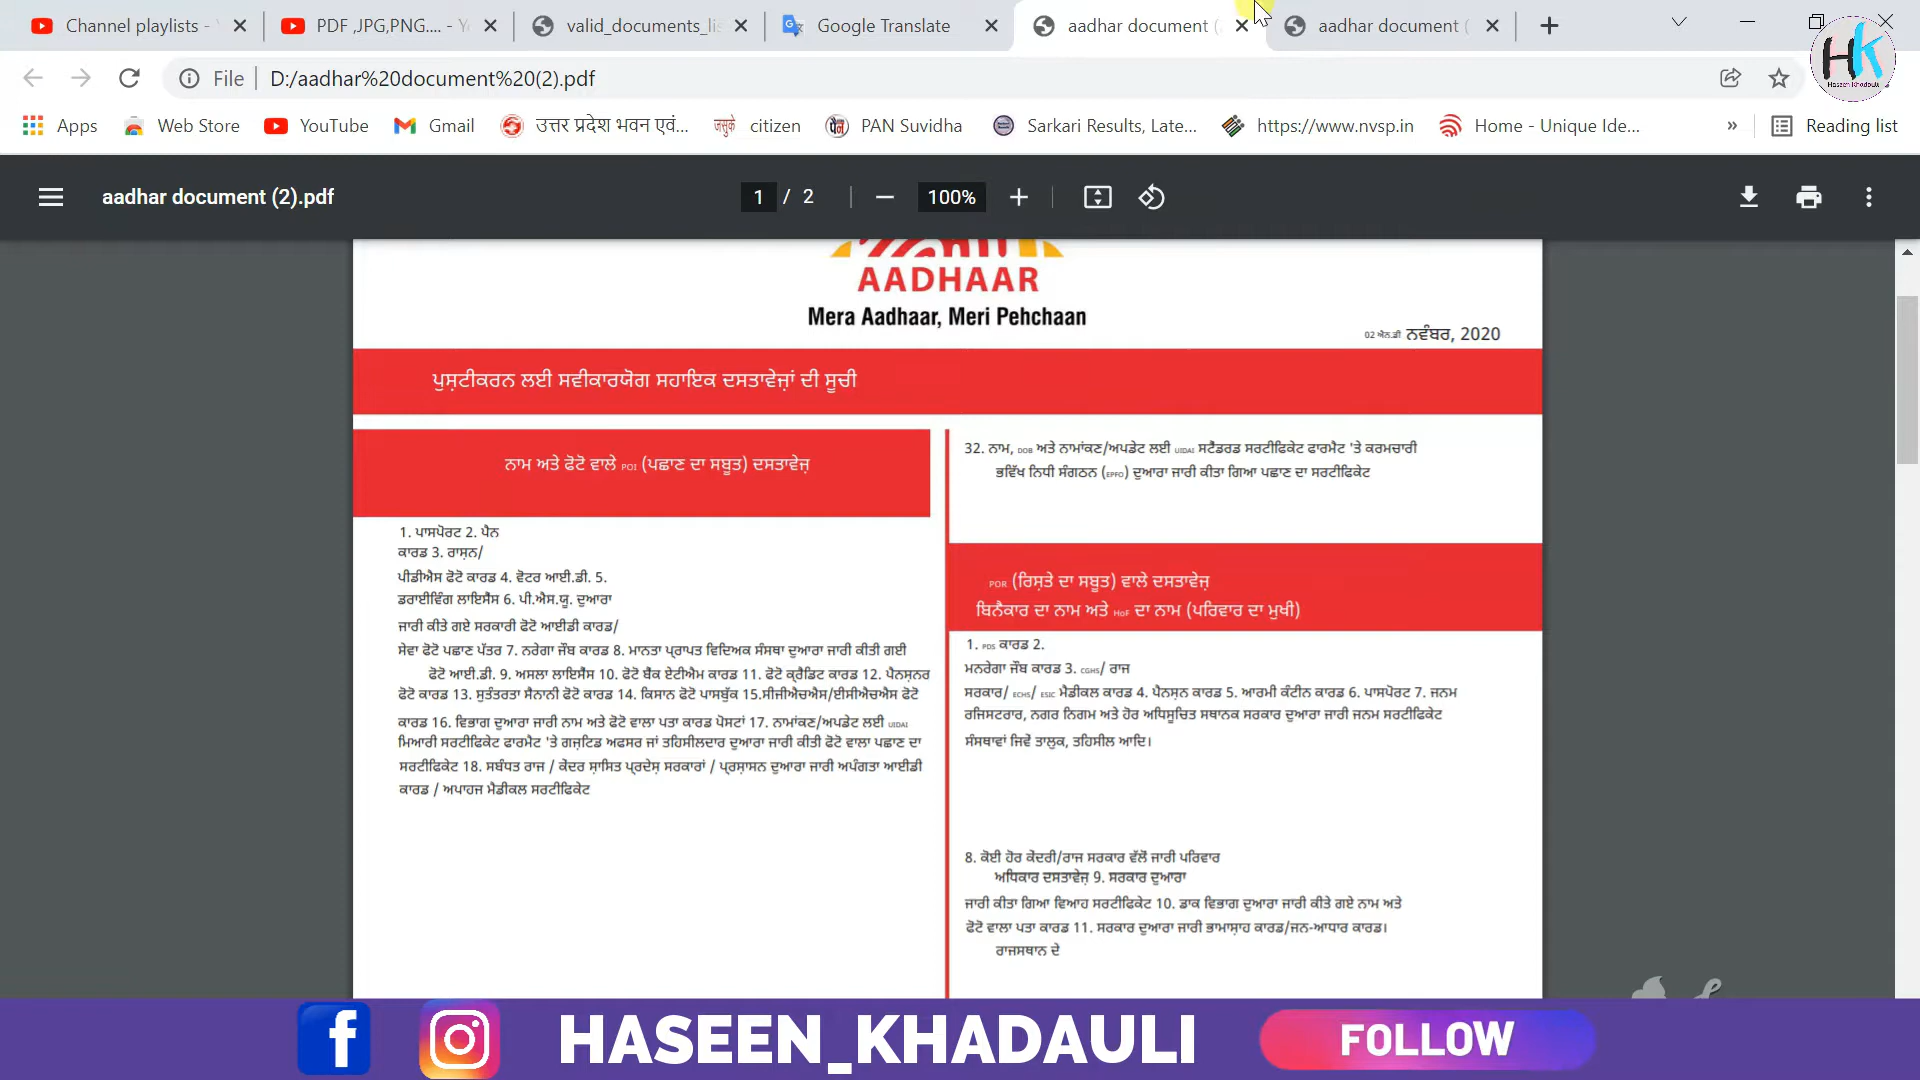 Channel playlists -
PDF ,JPG,PNG.... -
valid_documents_lis
Google Translate
aadhar document (
aadhar document (
File
D:/aadhar%20document%20(2).pdf
Hk
Haseen Khadauli
Apps
Web Store
YouTube
Gmail
उत्तर प्रदेश भवन एवं...
जसुके
citizen
PAN Suvidha
Sarkari Results, Late...
https://www.nvsp.in
Home - Unique Ide...
»
Reading list
aadhar document (2).pdf
1 / 2
100%
AADHAAR
Mera Aadhaar, Meri Pehchaan
02 ਐਨ.ਡੀ ਨਵੰਬਰ, 2020
ਪੁਸ਼ਟੀਕਰਨ ਲਈ ਸਵੀਕਾਰਯੋਗ ਸਹਾਇਕ ਦਸਤਾਵੇਜ਼ਾਂ ਦੀ ਸੂਚੀ
ਨਾਮ ਅਤੇ ਫੋਟੋ ਵਾਲੇ POI (ਪਛਾਣ ਦਾ ਸਬੂਤ) ਦਸਤਾਵੇਜ਼
1. ਪਾਸਪੋਰਟ 2. ਪੈਨ
ਕਾਰਡ 3. ਰਾਸ਼ਨ/
ਪੀਡੀਐਸ ਫੋਟੋ ਕਾਰਡ 4. ਵੋਟਰ ਆਈ.ਡੀ. 5.
ਡਰਾਈਵਿੰਗ ਲਾਇਸੈਂਸ 6. ਪੀ.ਐਸ.ਯੂ. ਦੁਆਰਾ
ਜਾਰੀ ਕੀਤੇ ਗਏ ਸਰਕਾਰੀ ਫੋਟੋ ਆਈਡੀ ਕਾਰਡ/
ਸੇਵਾ ਫੋਟੋ ਪਛਾਣ ਪੱਤਰ 7. ਨਰੇਗਾ ਜੌਬ ਕਾਰਡ 8. ਮਾਨਤਾ ਪ੍ਰਾਪਤ ਵਿਦਿਅਕ ਸੰਸਥਾ ਦੁਆਰਾ ਜਾਰੀ ਕੀਤੀ ਗਈ
ਫੋਟੋ ਆਈ.ਡੀ. 9. ਅਸਲਾ ਲਾਇਸੈਂਸ 10. ਫੋਟੋ ਬੈਂਕ ਏਟੀਐਮ ਕਾਰਡ 11. ਫੋਟੋ ਕ੍ਰੈਡਿਟ ਕਾਰਡ 12. ਪੈਨਸ਼ਨਰ
ਫੋਟੋ ਕਾਰਡ 13. ਸੁਤੰਤਰਤਾ ਸੈਨਾਨੀ ਫੋਟੋ ਕਾਰਡ 14. ਕਿਸਾਨ ਫੋਟੋ ਪਾਸਬੁੱਕ 15.ਸੀਜੀਐਚਐਸ/ਈਸੀਐਚਐਸ ਫੋਟੋ
ਕਾਰਡ 16. ਵਿਭਾਗ ਦੁਆਰਾ ਜਾਰੀ ਨਾਮ ਅਤੇ ਫੋਟੋ ਵਾਲਾ ਪਤਾ ਕਾਰਡ ਪੋਸਟਾਂ 17. ਨਾਮਾਂਕਣ/ਅਪਡੇਟ ਲਈ UIDAI
ਮਿਆਰੀ ਸਰਟੀਫਿਕੇਟ ਫਾਰਮੈਟ 'ਤੇ ਗਜ਼ਟਿਡ ਅਫਸਰ ਜਾਂ ਤਹਿਸੀਲਦਾਰ ਦੁਆਰਾ ਜਾਰੀ ਕੀਤੀ ਫੋਟੋ ਵਾਲਾ ਪਛਾਣ ਦਾ
ਸਰਟੀਫਿਕੇਟ 18. ਸਬੰਧਤ ਰਾਜ / ਕੇਂਦਰ ਸ਼ਾਸਿਤ ਪ੍ਰਦੇਸ਼ ਸਰਕਾਰਾਂ / ਪ੍ਰਸ਼ਾਸਨ ਦੁਆਰਾ ਜਾਰੀ ਅਪੰਗਤਾ ਆਈਡੀ
ਕਾਰਡ / ਅਪਾਹਜ ਮੈਡੀਕਲ ਸਰਟੀਫਿਕੇਟ
32. ਨਾਮ, DOB ਅਤੇ ਨਾਮਾਂਕਣ/ਅਪਡੇਟ ਲਈ UIDAI ਸਟੈਂਡਰਡ ਸਰਟੀਫਿਕੇਟ ਫਾਰਮੈਟ 'ਤੇ ਕਰਮਚਾਰੀ
ਭਵਿੱਖ ਨਿਧੀ ਸੰਗਠਨ (EPFO) ਦੁਆਰਾ ਜਾਰੀ ਕੀਤਾ ਗਿਆ ਪਛਾਣ ਦਾ ਸਰਟੀਫਿਕੇਟ
POR (ਰਿਸ਼ਤੇ ਦਾ ਸਬੂਤ) ਵਾਲੇ ਦਸਤਾਵੇਜ਼
ਬਿਨੈਕਾਰ ਦਾ ਨਾਮ ਅਤੇ HoF ਦਾ ਨਾਮ (ਪਰਿਵਾਰ ਦਾ ਮੁਖੀ)
1. PDS ਕਾਰਡ 2.
ਮਨਰੇਗਾ ਜੌਬ ਕਾਰਡ 3. CGHS/ ਰਾਜ
ਸਰਕਾਰ/ ECHS/ ESIC ਮੈਡੀਕਲ ਕਾਰਡ 4. ਪੈਨਸ਼ਨ ਕਾਰਡ 5. ਆਰਮੀ ਕੰਟੀਨ ਕਾਰਡ 6. ਪਾਸਪੋਰਟ 7. ਜਨਮ
ਰਜਿਸਟਰਾਰ, ਨਗਰ ਨਿਗਮ ਅਤੇ ਹੋਰ ਅਧਿਸੂਚਿਤ ਸਥਾਨਕ ਸਰਕਾਰ ਦੁਆਰਾ ਜਾਰੀ ਜਨਮ ਸਰਟੀਫਿਕੇਟ
ਸੰਸਥਾਵਾਂ ਜਿਵੇਂ ਤਾਲੁਕ, ਤਹਿਸੀਲ ਆਦਿ।
8. ਕੋਈ ਹੋਰ ਕੇਂਦਰੀ/ਰਾਜ ਸਰਕਾਰ ਵੱਲੋਂ ਜਾਰੀ ਪਰਿਵਾਰ
ਅਧਿਕਾਰ ਦਸਤਾਵੇਜ਼ 9. ਸਰਕਾਰ ਦੁਆਰਾ
ਜਾਰੀ ਕੀਤਾ ਗਿਆ ਵਿਆਹ ਸਰਟੀਫਿਕੇਟ 10. ਡਾਕ ਵਿਭਾਗ ਦੁਆਰਾ ਜਾਰੀ ਕੀਤੇ ਗਏ ਨਾਮ ਅਤੇ
ਫੋਟੋ ਵਾਲਾ ਪਤਾ ਕਾਰਡ 11. ਸਰਕਾਰ ਦੁਆਰਾ ਜਾਰੀ ਭਾਮਾਸ਼ਾਹ ਕਾਰਡ/ਜਨ-ਆਧਾਰ ਕਾਰਡ।
ਰਾਜਸਥਾਨ ਦੇ
HASEEN_KHADAULI
FOLLOW